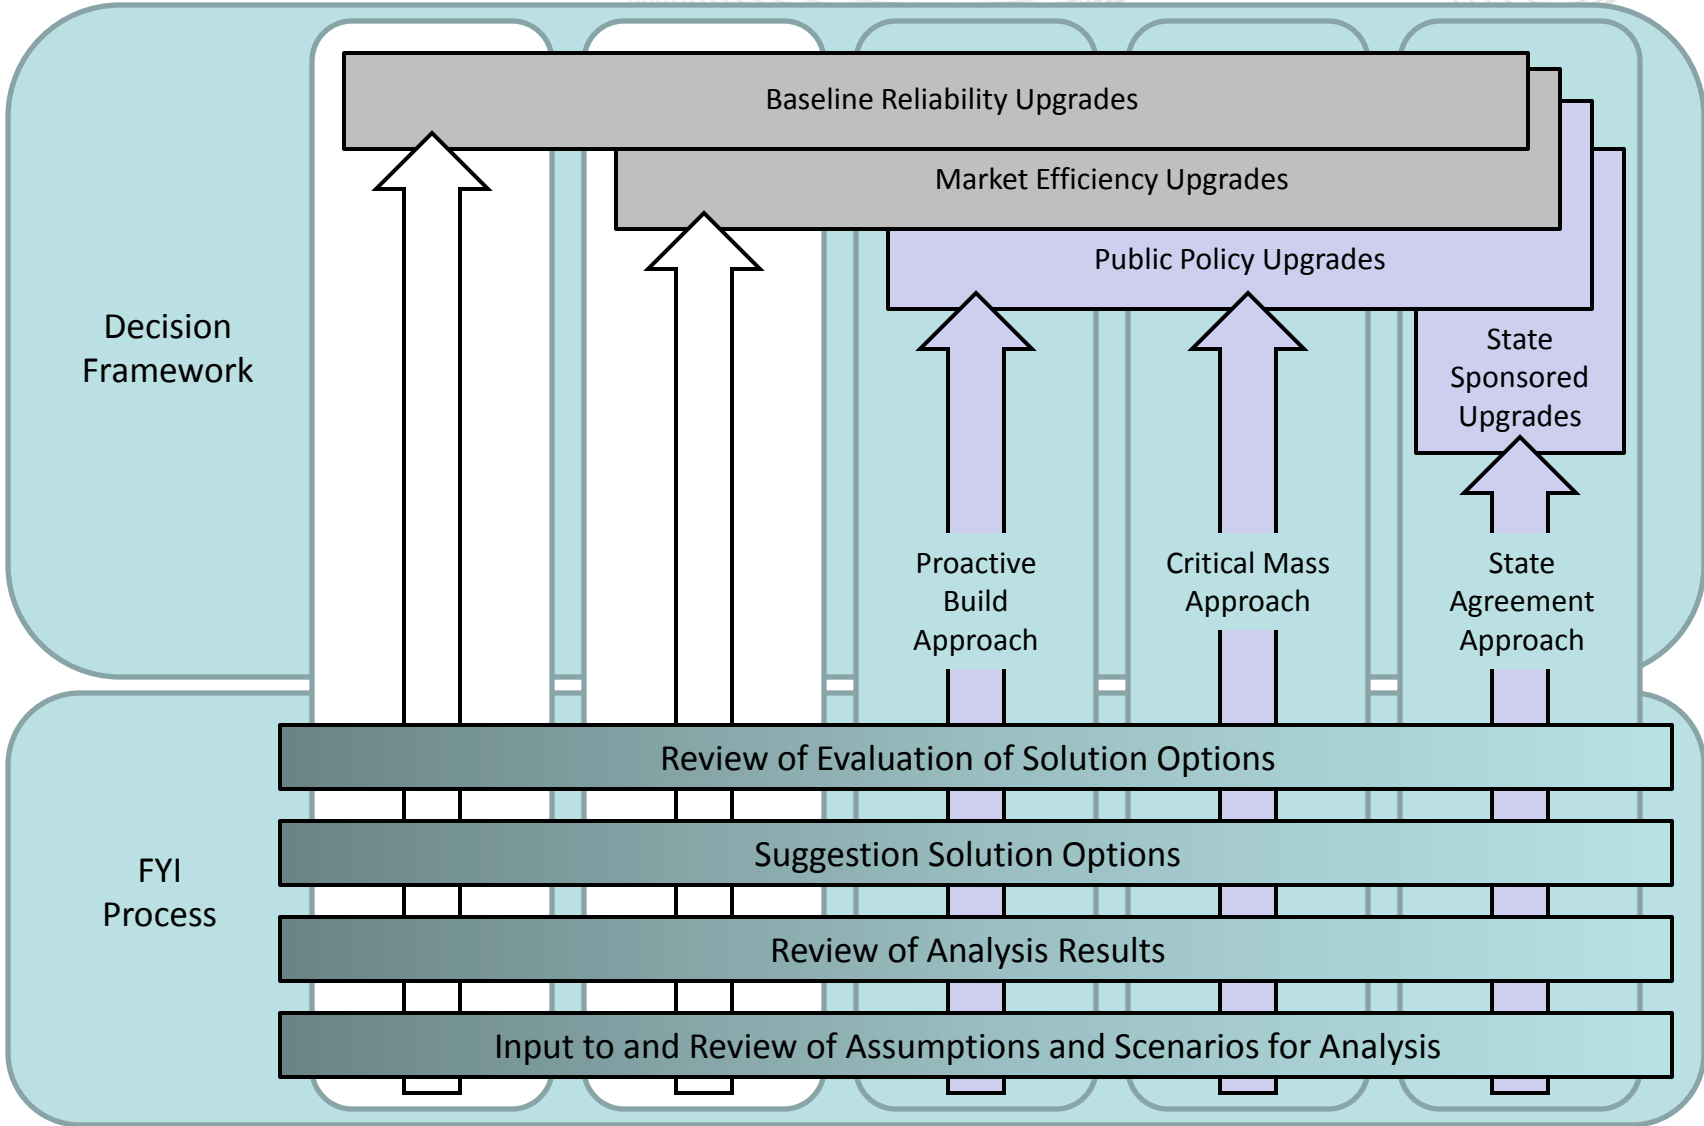 Baseline Reliability Upgrades
Market Efficiency Upgrades
Public Policy Upgrades
State
Sponsored
Upgrades
Decision
Framework
Proactive
Build
Approach
Critical Mass
Approach
State
Agreement
Approach
Review of Evaluation of Solution Options
Suggestion Solution Options
FYI
Process
Review of Analysis Results
Input to and Review of Assumptions and Scenarios for Analysis